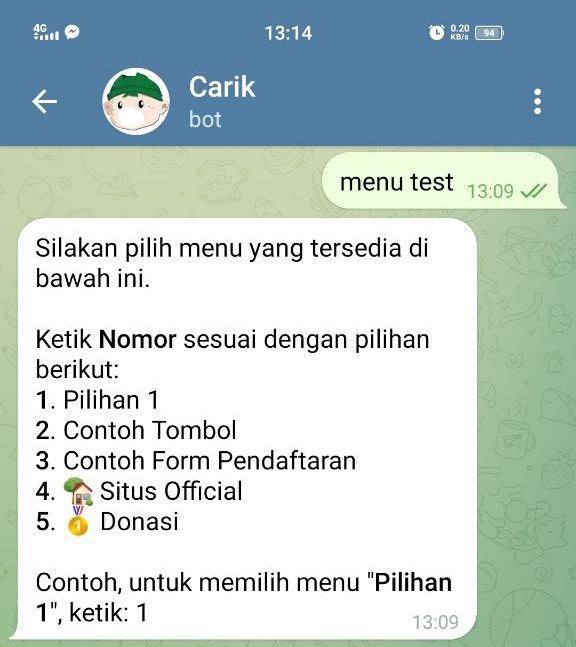 4G
13:14
0.20
KB/s
94
Carik
bot
menu test
13:09
Silakan pilih menu yang tersedia di
bawah ini.
Ketik Nomor sesuai dengan pilihan
berikut:
1. Pilihan 1
2. Contoh Tombol
3. Contoh Form Pendaftaran
4. Situs Official
5. 1 Donasi
Contoh, untuk memilih menu "Pilihan
1", ketik: 1
13:09